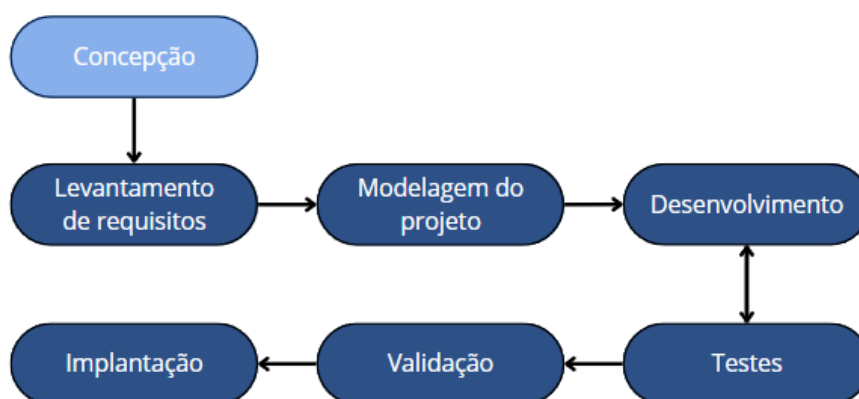 Concepção
Levantamento
de requisitos
Modelagem do
projeto
Desenvolvimento
Implantação
Validação
Testes